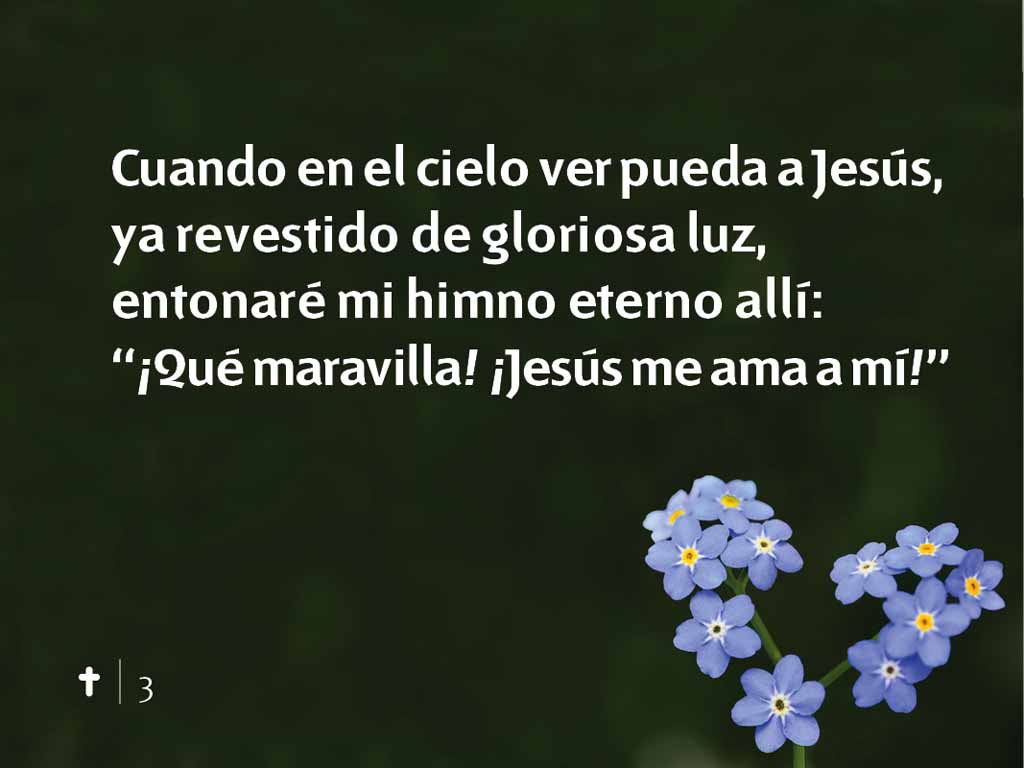 Cuando en el cielo ver pueda a Jesús,
ya revestido de gloriosa luz,
entonaré mi himno eterno allí:
“¡Qué maravilla! ¡Jesús me ama a mí!”
3